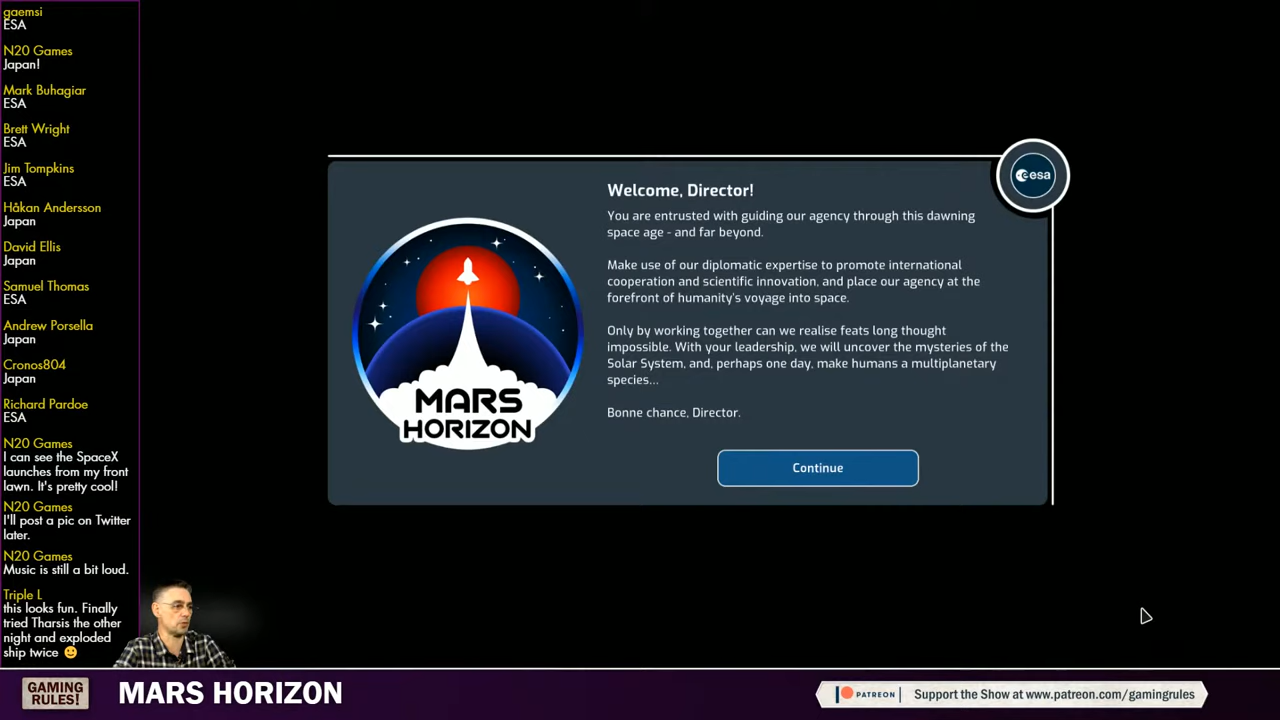 gaemsi
ESA
N20 Games
Japan!
Mark Buhagiar
ESA
Brett Wright
ESA
Jim Tompkins
ESA
Håkan Andersson
Japan
David Ellis
Japan
Samuel Thomas
ESA
Andrew Porsella
Japan
Cronos804
Japan
Richard Pardoe
ESA
N20 Games
I can see the SpaceX
launches from my front
lawn. It's pretty cool!
N20 Games
I'll post a pic on Twitter
later.
N20 Games
Music is still a bit loud.
Triple L
this looks fun. Finally
tried Tharsis the other
night and exploded
ship twice
MARS
HORIZON
esa
Welcome, Director!
You are entrusted with guiding our agency through this dawning
space age - and far beyond.
Make use of our diplomatic expertise to promote international
cooperation and scientific innovation, and place our agency at the
forefront of humanity's voyage into space.
Only by working together can we realise feats long thought
impossible. With your leadership, we will uncover the mysteries of the
Solar System, and, perhaps one day, make humans a multiplanetary
species...
Bonne chance, Director.
Continue
GAMING
RULES!
MARS HORIZON
PATREON
Support the Show at www.patreon.com/gamingrules